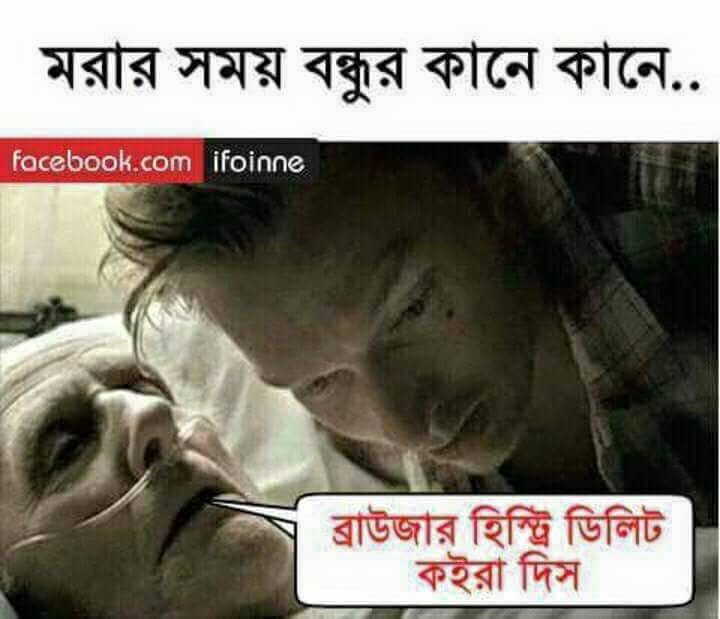 মরার সময় বন্ধুর কানে কানে..
facebook.com ifoinne
ব্রাউজার হিস্ট্রি ডিলিট
কইরা দিস